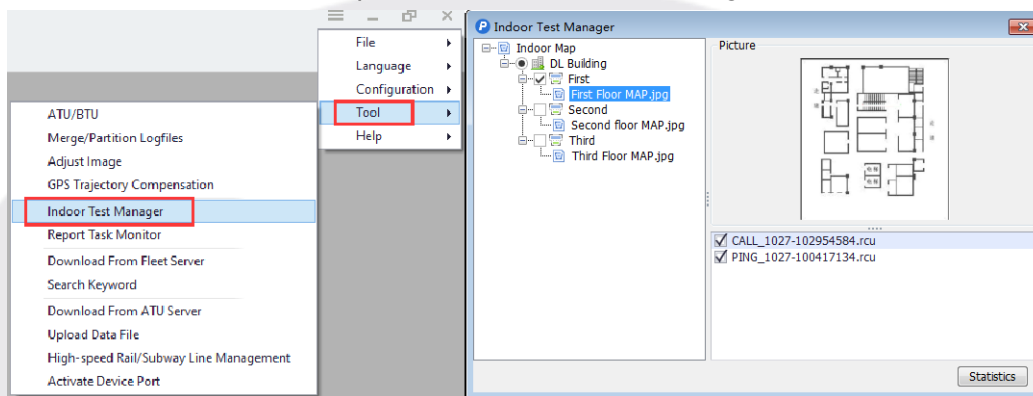 File
Language
Configuration
Tool
Help
ATU/BTU
Merge/Partition Logfiles
Adjust Image
GPS Trajectory Compensation
Indoor Test Manager
Report Task Monitor
Download From Fleet Server
Search Keyword
Download From ATU Server
Upload Data File
High-speed Rail/Subway Line Management
Activate Device Port
Indoor Test Manager
Indoor Map
DL Building
First
First Floor MAP.jpg
Second
Second floor MAP.jpg
Third
Third Floor MAP.jpg
Picture
CALL_1027-102954584.rcu
PING_1027-100417134.rcu
Statistics